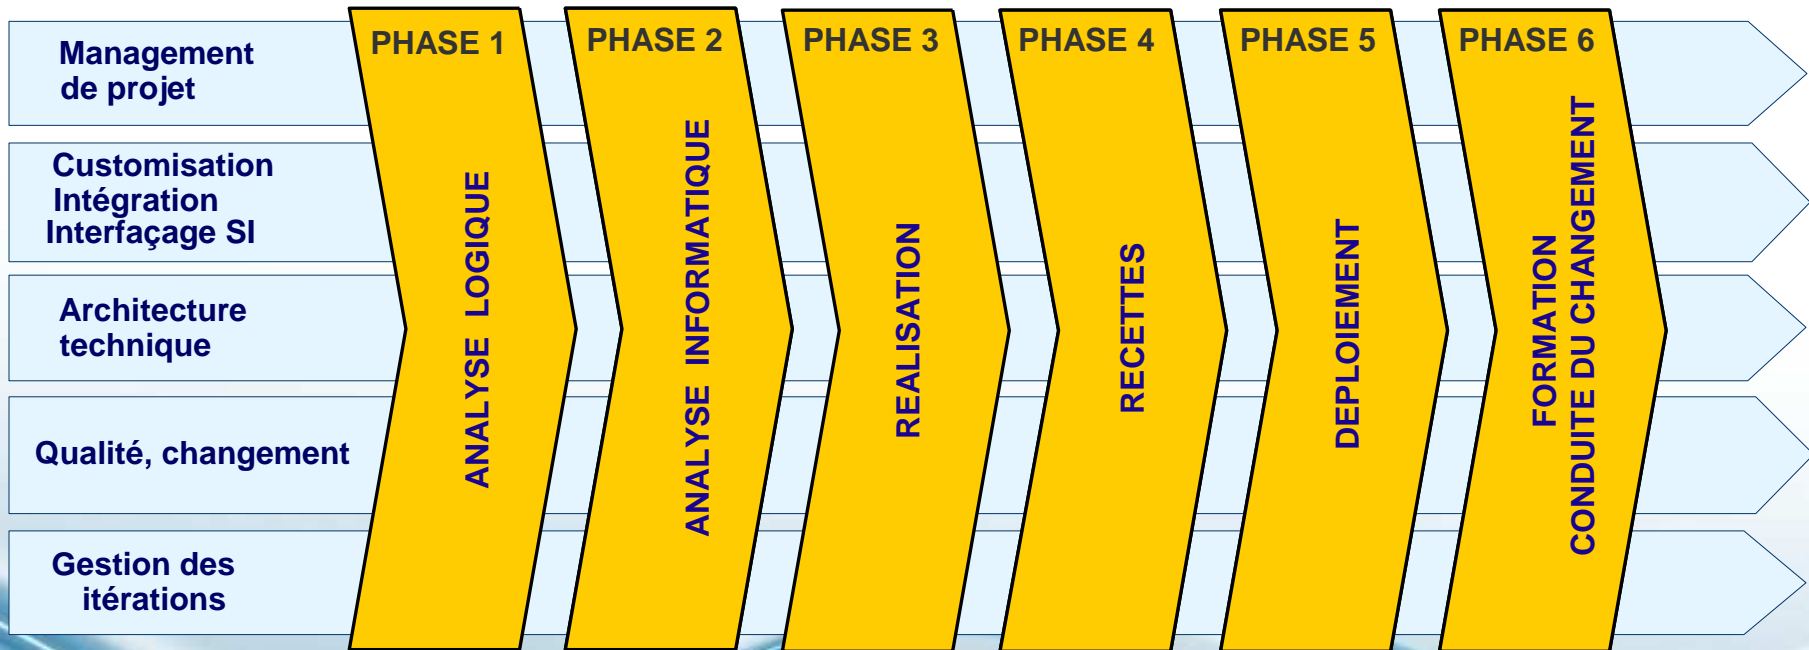 Management
de projet
Customisation
Intégration
Interfaçage SI
Architecture
technique
Qualité, changement
Gestion des
itérations
PHASE 1
ANALYSE LOGIQUE
PHASE 2
ANALYSE INFORMATIQUE
PHASE 3
REALISATION
PHASE 4
RECETTES
PHASE 5
DEPLOIEMENT
PHASE 6
FORMATION
CONDUITE DU CHANGEMENT